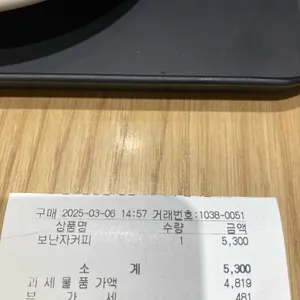 구매 2025-03-06 14:57 거래번호:1038-0051
상품명 수량 금액
보난자커피 1 5,300
소 계 5,300
과 세 물 품 가 액 4,819
부 가 세 481